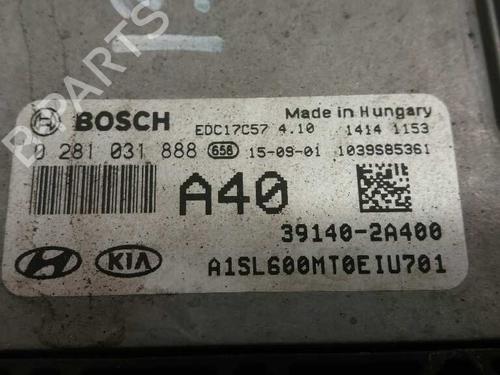 BOSCH
EDC17C57 4.10
Made in Hungary
1414 1153
0 281 031 888 658 15-09-01 1039S85361
A40
39140-2A400
KIA
A1SL600MT0EIU701
B-PARTS